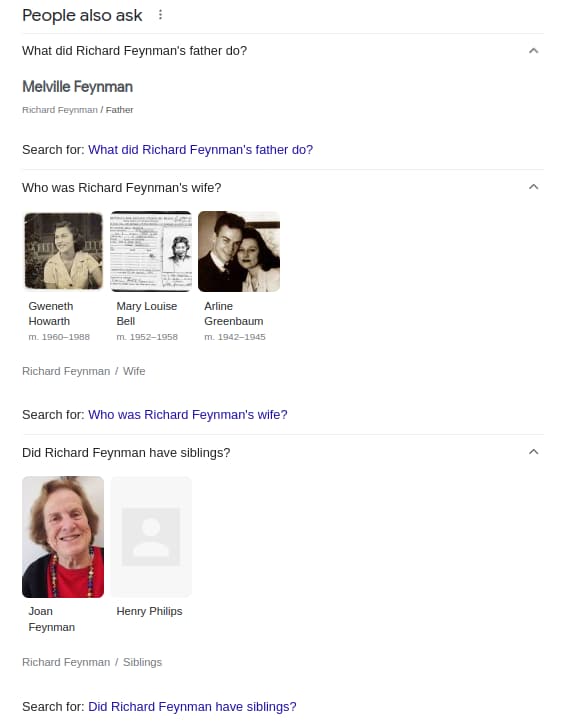 People also ask
What did Richard Feynman's father do?
Melville Feynman
Richard Feynman / Father
Search for: What did Richard Feynman's father do?
Who was Richard Feynman's wife?
Gweneth Howarth
m. 1960–1988
Mary Louise Bell
m. 1952–1958
Arline Greenbaum
m. 1942–1945
Richard Feynman / Wife
Search for: Who was Richard Feynman's wife?
Did Richard Feynman have siblings?
Joan Feynman
Henry Philips
Richard Feynman / Siblings
Search for: Did Richard Feynman have siblings?